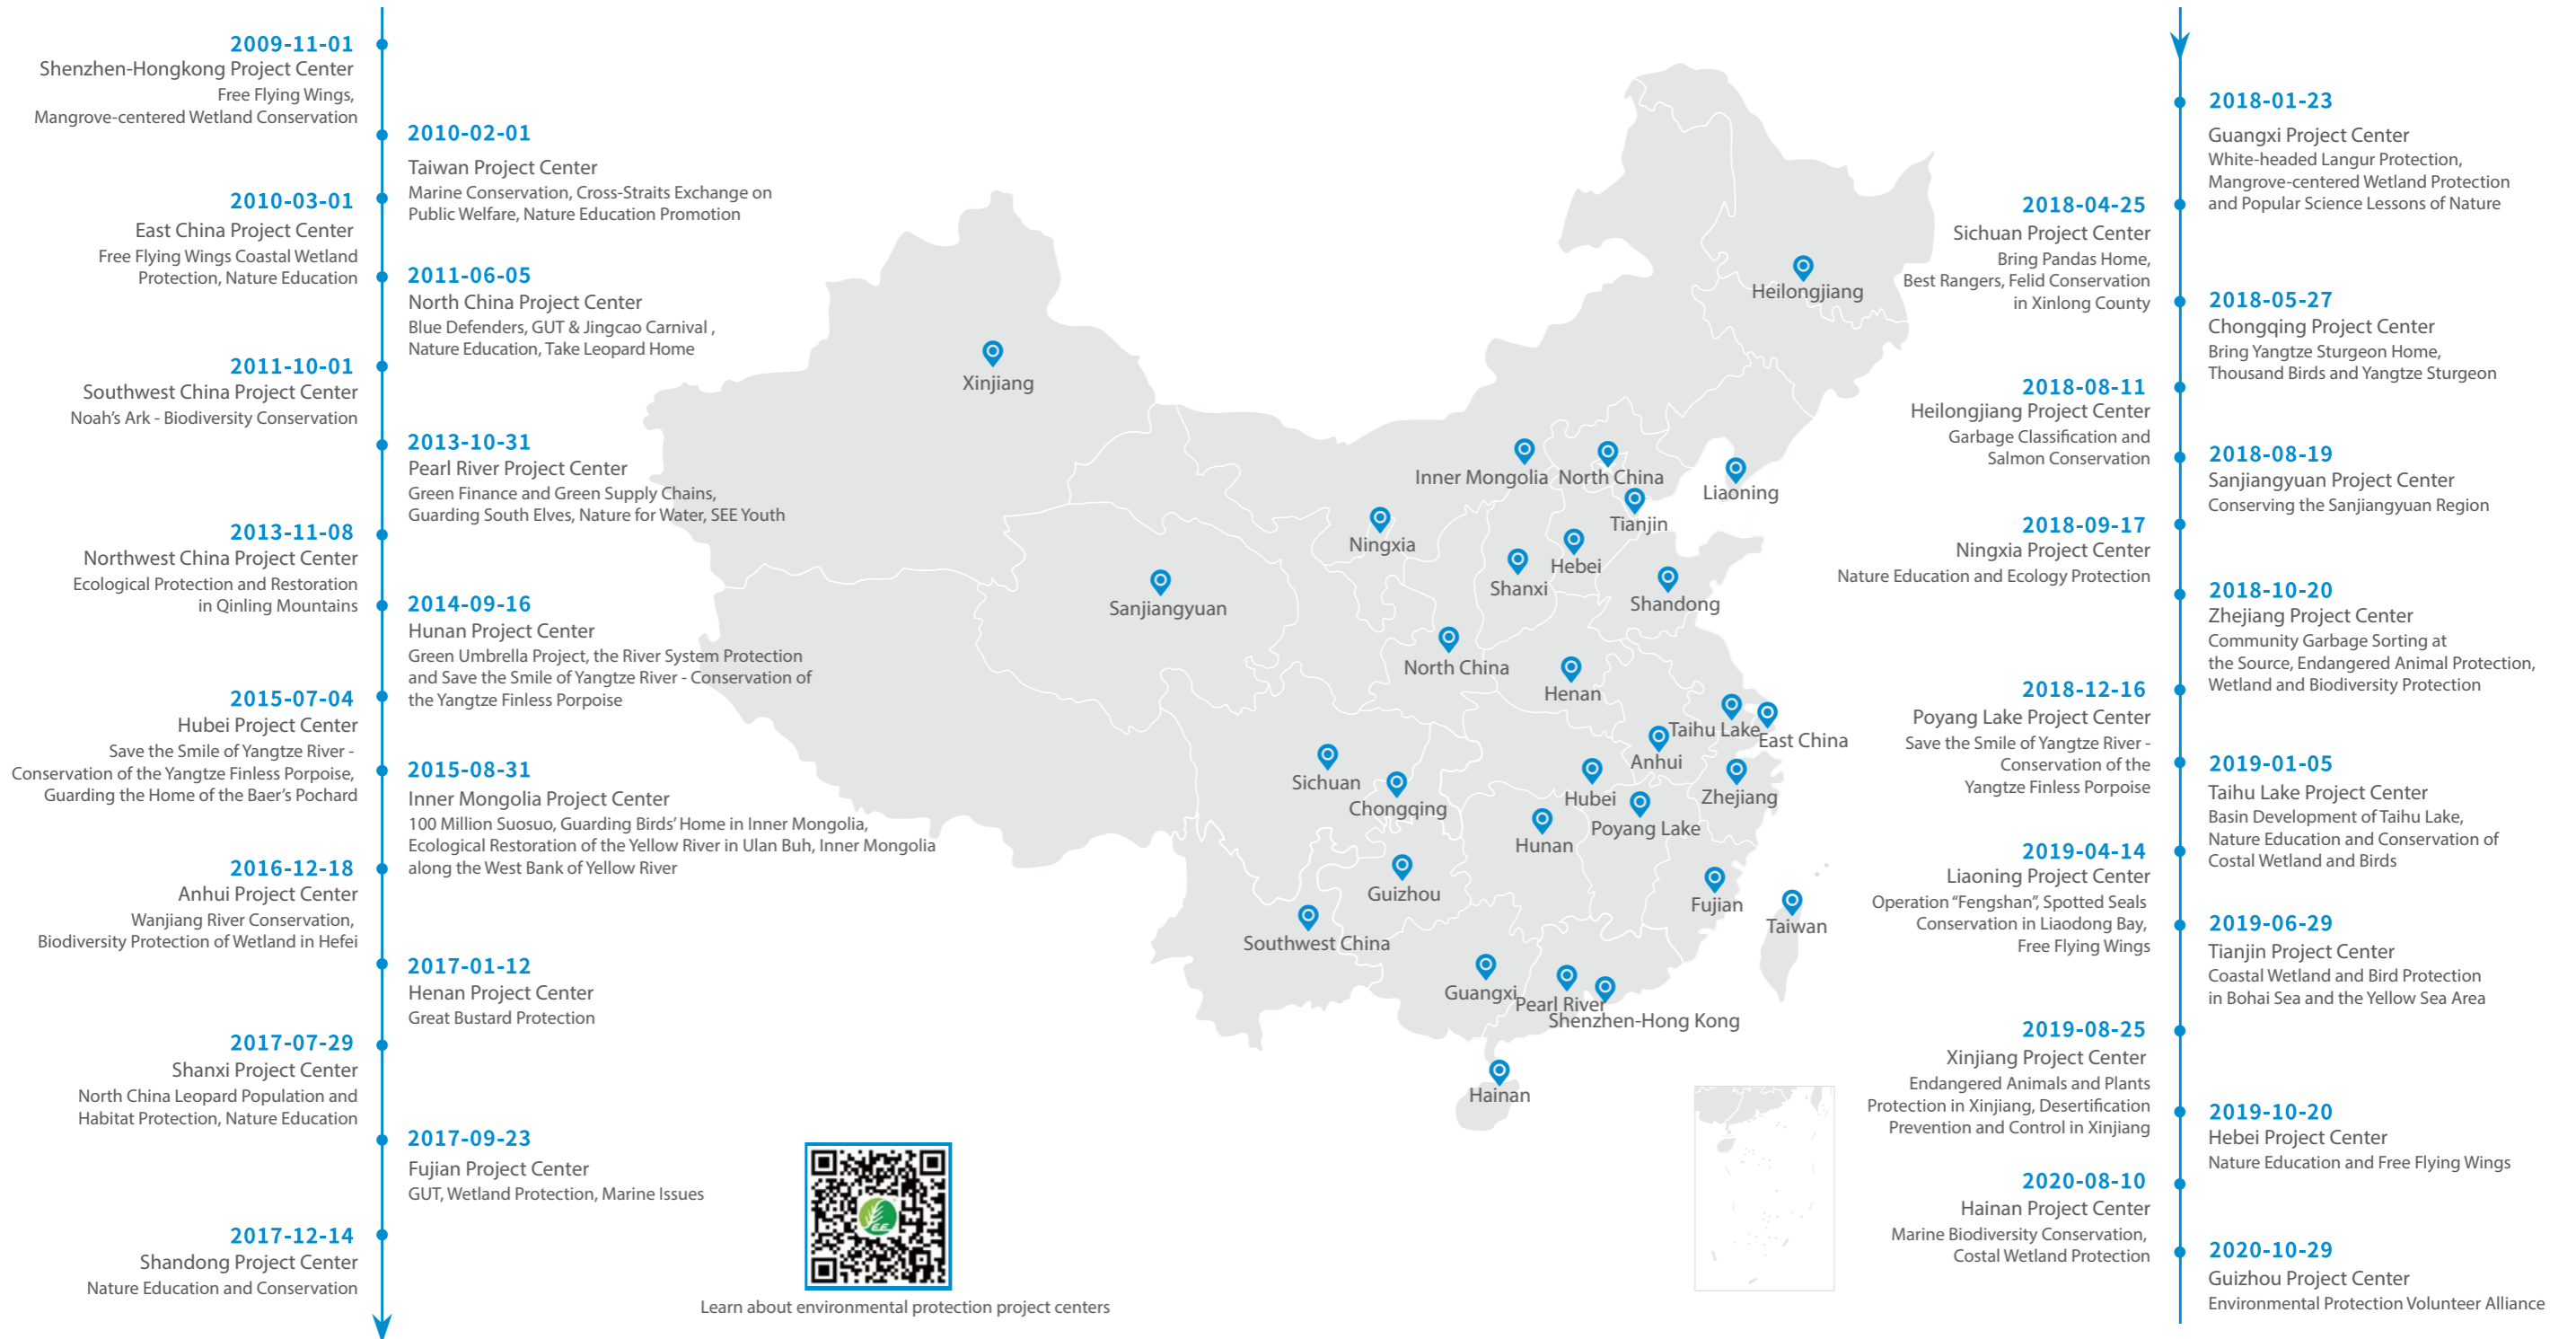 2009-11-01
Shenzhen-Hongkong Project Center
Free Flying Wings,
Mangrove-centered Wetland Conservation
2010-02-01
Taiwan Project Center
Marine Conservation, Cross-Straits Exchange on
Public Welfare, Nature Education Promotion
2010-03-01
East China Project Center
Free Flying Wings Coastal Wetland
Protection, Nature Education
2011-06-05
North China Project Center
Blue Defenders, GUT & Jingcao Carnival ,
Nature Education, Take Leopard Home
2011-10-01
Southwest China Project Center
Noah's Ark - Biodiversity Conservation
2013-10-31
Pearl River Project Center
Green Finance and Green Supply Chains,
Guarding South Elves, Nature for Water, SEE Youth
2013-11-08
Northwest China Project Center
Ecological Protection and Restoration
in Qinling Mountains
2014-09-16
Hunan Project Center
Green Umbrella Project, the River System Protection
and Save the Smile of Yangtze River - Conservation of
the Yangtze Finless Porpoise
2015-07-04
Hubei Project Center
Save the Smile of Yangtze River -
Conservation of the Yangtze Finless Porpoise,
Guarding the Home of the Baer's Pochard
2015-08-31
Inner Mongolia Project Center
100 Million Suosuo, Guarding Birds' Home in Inner Mongolia,
Ecological Restoration of the Yellow River in Ulan Buh, Inner Mongolia
along the West Bank of Yellow River
2016-12-18
Anhui Project Center
Wanjiang River Conservation,
Biodiversity Protection of Wetland in Hefei
2017-01-12
Henan Project Center
Great Bustard Protection
2017-07-29
Shanxi Project Center
North China Leopard Population and
Habitat Protection, Nature Education
2017-09-23
Fujian Project Center
GUT, Wetland Protection, Marine Issues
2017-12-14
Shandong Project Center
Nature Education and Conservation
Heilongjiang
Xinjiang
Inner Mongolia
North China
Liaoning
Tianjin
Ningxia
Hebei
Shanxi
Shandong
Sanjiangyuan
North China
Henan
Taihu Lake
East China
Anhui
Sichuan
Chongqing
Hubei
Zhejiang
Poyang Lake
Hunan
Guizhou
Fujian
Taiwan
Southwest China
Guangxi
Pearl River
Shenzhen-Hong Kong
Hainan
SEE
Learn about environmental protection project centers
2018-01-23
Guangxi Project Center
White-headed Langur Protection,
Mangrove-centered Wetland Protection
and Popular Science Lessons of Nature
2018-04-25
Sichuan Project Center
Bring Pandas Home,
Best Rangers, Felid Conservation
in Xinlong County
2018-05-27
Chongqing Project Center
Bring Yangtze Sturgeon Home,
Thousand Birds and Yangtze Sturgeon
2018-08-11
Heilongjiang Project Center
Garbage Classification and
Salmon Conservation
2018-08-19
Sanjiangyuan Project Center
Conserving the Sanjiangyuan Region
2018-09-17
Ningxia Project Center
Nature Education and Ecology Protection
2018-10-20
Zhejiang Project Center
Community Garbage Sorting at
the Source, Endangered Animal Protection,
Wetland and Biodiversity Protection
2018-12-16
Poyang Lake Project Center
Save the Smile of Yangtze River -
Conservation of the
Yangtze Finless Porpoise
2019-01-05
Taihu Lake Project Center
Basin Development of Taihu Lake,
Nature Education and Conservation of
Costal Wetland and Birds
2019-04-14
Liaoning Project Center
Operation "Fengshan", Spotted Seals
Conservation in Liaodong Bay,
Free Flying Wings
2019-06-29
Tianjin Project Center
Coastal Wetland and Bird Protection
in Bohai Sea and the Yellow Sea Area
2019-08-25
Xinjiang Project Center
Endangered Animals and Plants
Protection in Xinjiang, Desertification
Prevention and Control in Xinjiang
2019-10-20
Hebei Project Center
Nature Education and Free Flying Wings
2020-08-10
Hainan Project Center
Marine Biodiversity Conservation,
Costal Wetland Protection
2020-10-29
Guizhou Project Center
Environmental Protection Volunteer Alliance